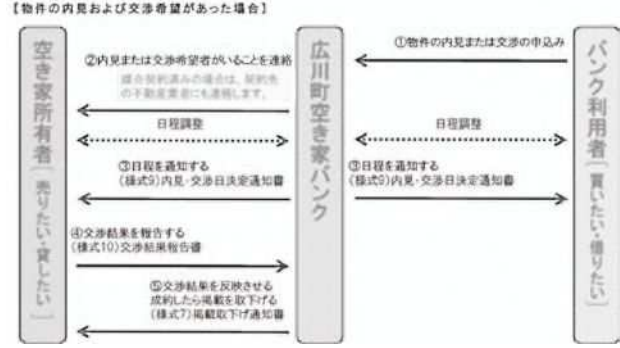 【物件の内見および交渉希望があった場合】
空き家所有者[売りたい・貸したい]
広川町空き家バンク
バンク利用者[買いたい・借りたい]
①物件の内見または交渉の申込み
②内見または交渉希望者がいることを連絡
媒介契約済みの場合は、契約先
の不動産業者にも連絡します。
日程調整
日程調整
③日程を通知する
(様式9)内見・交渉日決定通知書
③日程を通知する
(様式9)内見・交渉日決定通知書
④交渉結果を報告する
(様式10)交渉結果報告書
⑤交渉結果を反映させる
成約したら掲載を取下げる
(様式7)掲載取下げ通知書